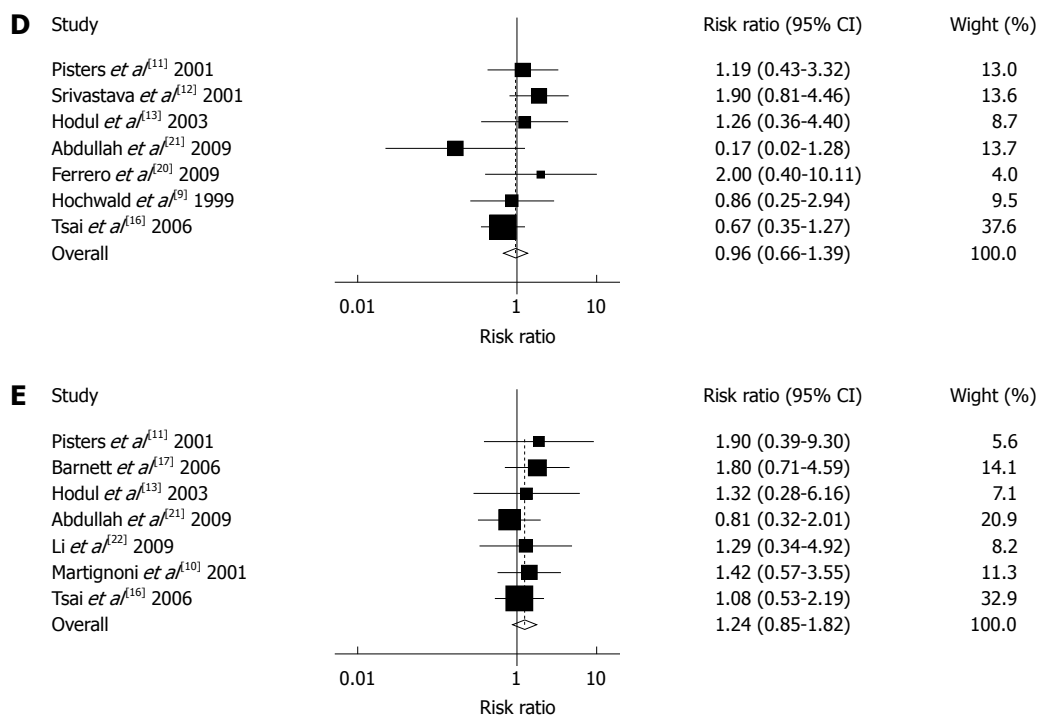 D Study Risk ratio (95% CI) Wight (%)
Pisters et al[11] 2001 1.19 (0.43-3.32) 13.0
Srivastava et al[12] 2001 1.90 (0.81-4.46) 13.6
Hodul et al[13] 2003 1.26 (0.36-4.40) 8.7
Abdullah et al[21] 2009 0.17 (0.02-1.28) 13.7
Ferrero et al[20] 2009 2.00 (0.40-10.11) 4.0
Hochwald et al[9] 1999 0.86 (0.25-2.94) 9.5
Tsai et al[16] 2006 0.67 (0.35-1.27) 37.6
Overall 0.96 (0.66-1.39) 100.0
0.01 1 10
Risk ratio
E Study Risk ratio (95% CI) Wight (%)
Pisters et al[11] 2001 1.90 (0.39-9.30) 5.6
Barnett et al[17] 2006 1.80 (0.71-4.59) 14.1
Hodul et al[13] 2003 1.32 (0.28-6.16) 7.1
Abdullah et al[21] 2009 0.81 (0.32-2.01) 20.9
Li et al[22] 2009 1.29 (0.34-4.92) 8.2
Martignoni et al[10] 2001 1.42 (0.57-3.55) 11.3
Tsai et al[16] 2006 1.08 (0.53-2.19) 32.9
Overall 1.24 (0.85-1.82) 100.0
0.01 1 10
Risk ratio